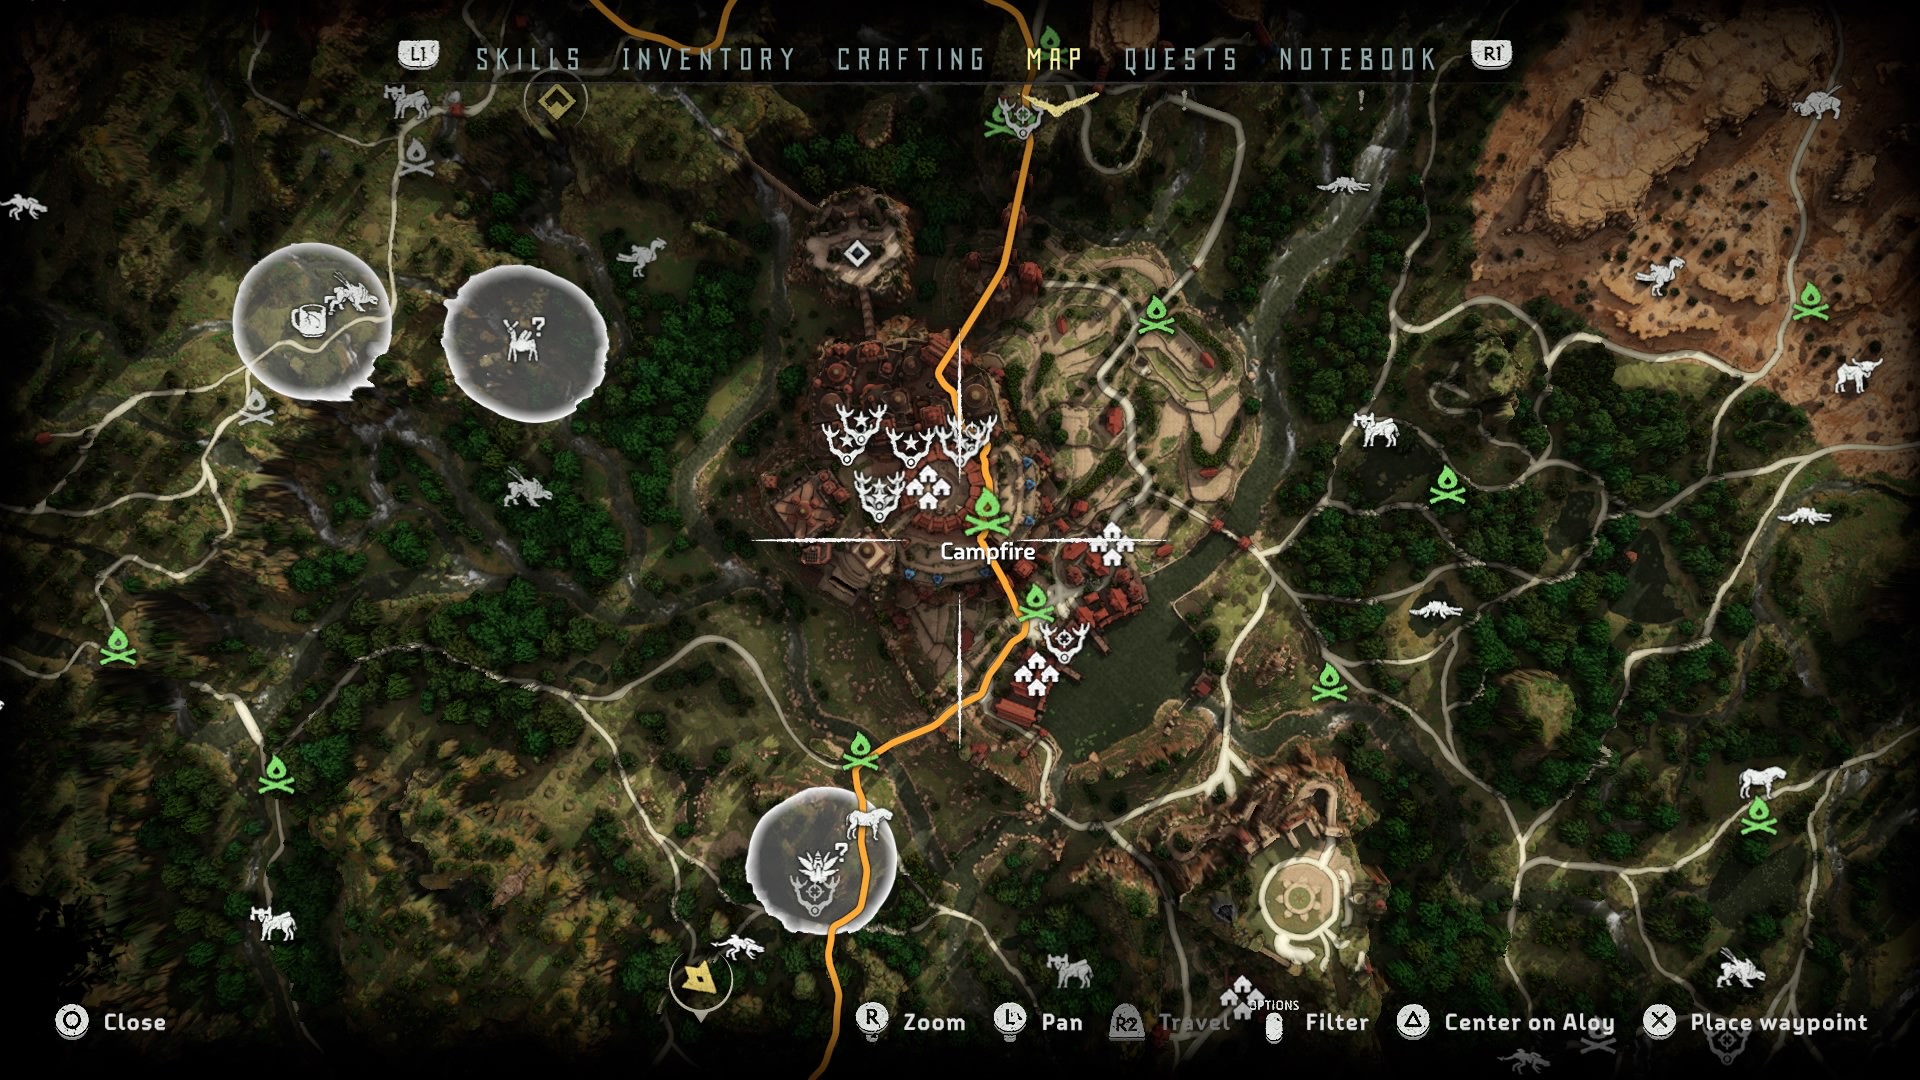 L1 SKILLS INVENTORY CRAFTING MAP QUESTS NOTEBOOK R1
?
?
Campfire
?
OPTIONS
Close R Zoom L Pan R2 Travel Filter Center on Aloy Place waypoint